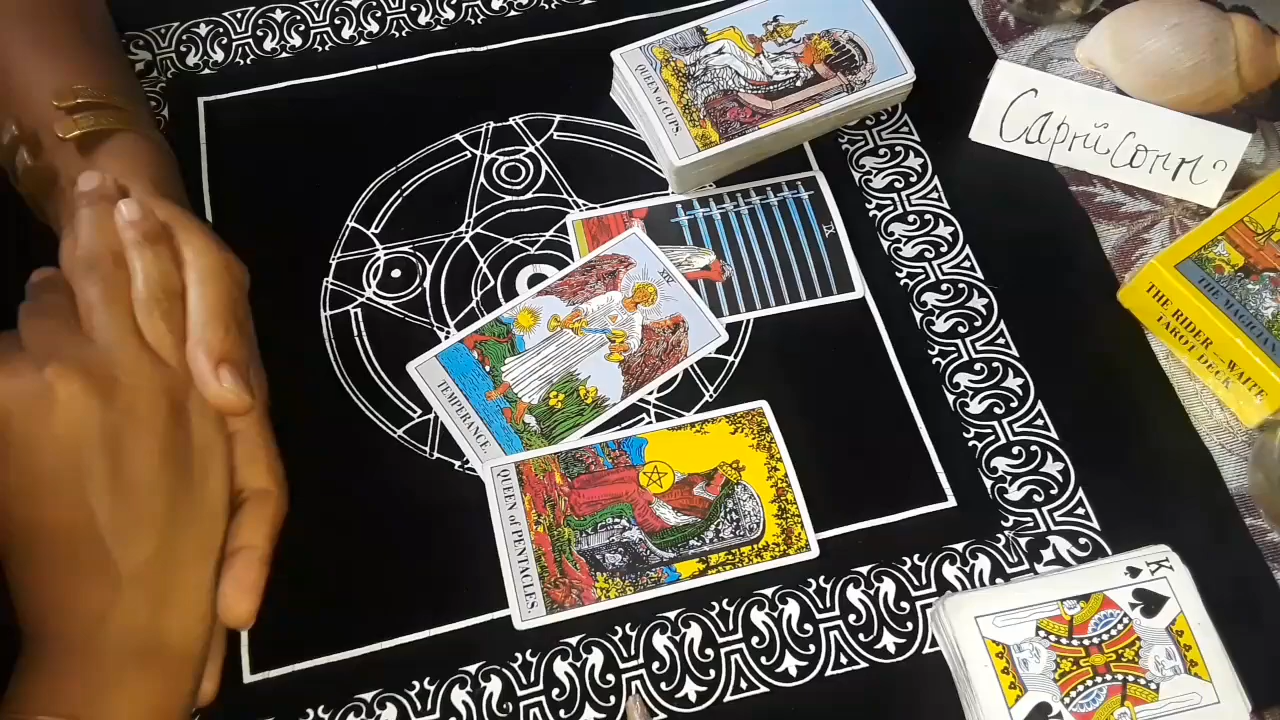 QUEEN of CUPS.
Capricorn
IX
XIV
TEMPERANCE.
THE MAGICIAN
THE RIDER—WAITE
TAROT DECK
QUEEN of PENTACLES.
K